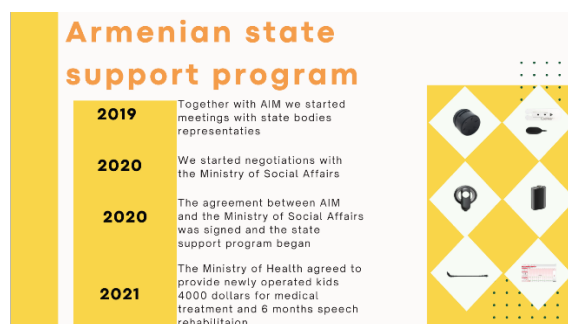 Armenian state
support program
2019
Together with AIM we started
meetings with state bodies
representaties
2020
We started negotiations with
the Ministry of Social Affairs
2020
The agreement between AIM
and the Ministry of Social Affairs
was signed and the state
support program began
2021
The Ministry of Health agreed to
provide newly operated kids
4000 dollars for medical
treatment and 6 months speech
rehabilitaion